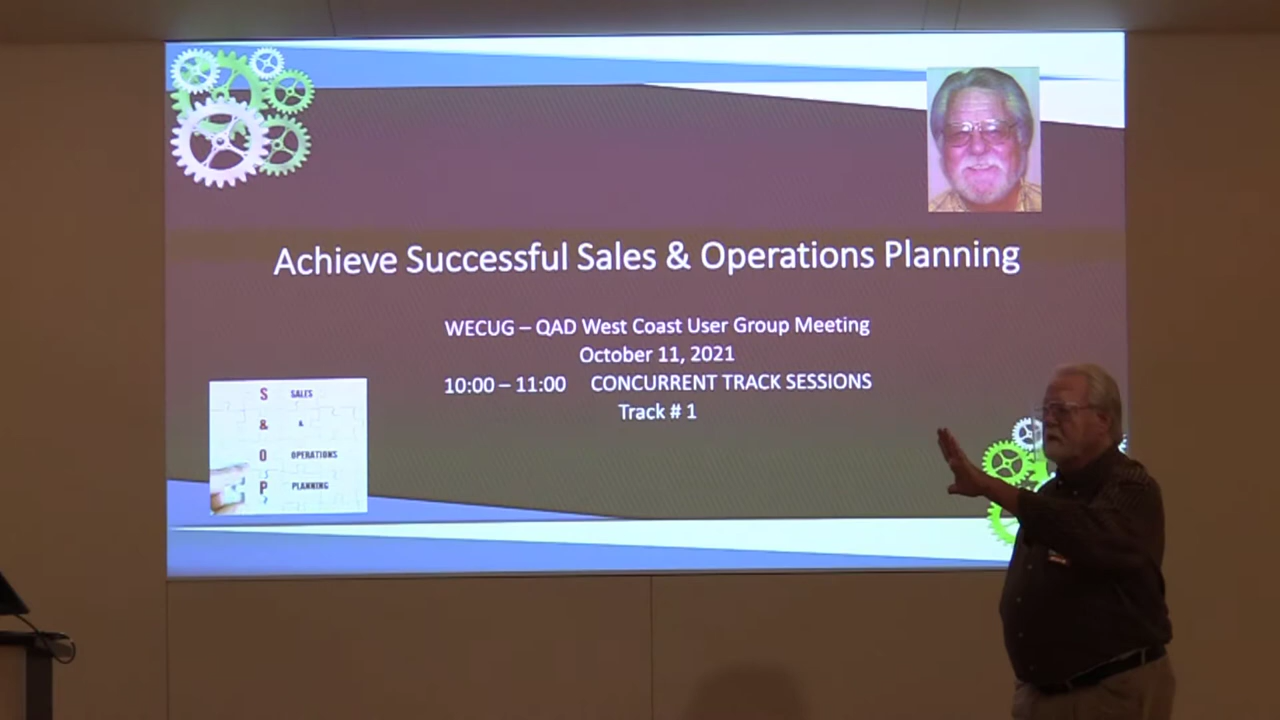 Achieve Successful Sales & Operations Planning
WECUG – QAD West Coast User Group Meeting
October 11, 2021
10:00 – 11:00 CONCURRENT TRACK SESSIONS
Track # 1
S SALES
& &
O OPERATIONS
P PLANNING